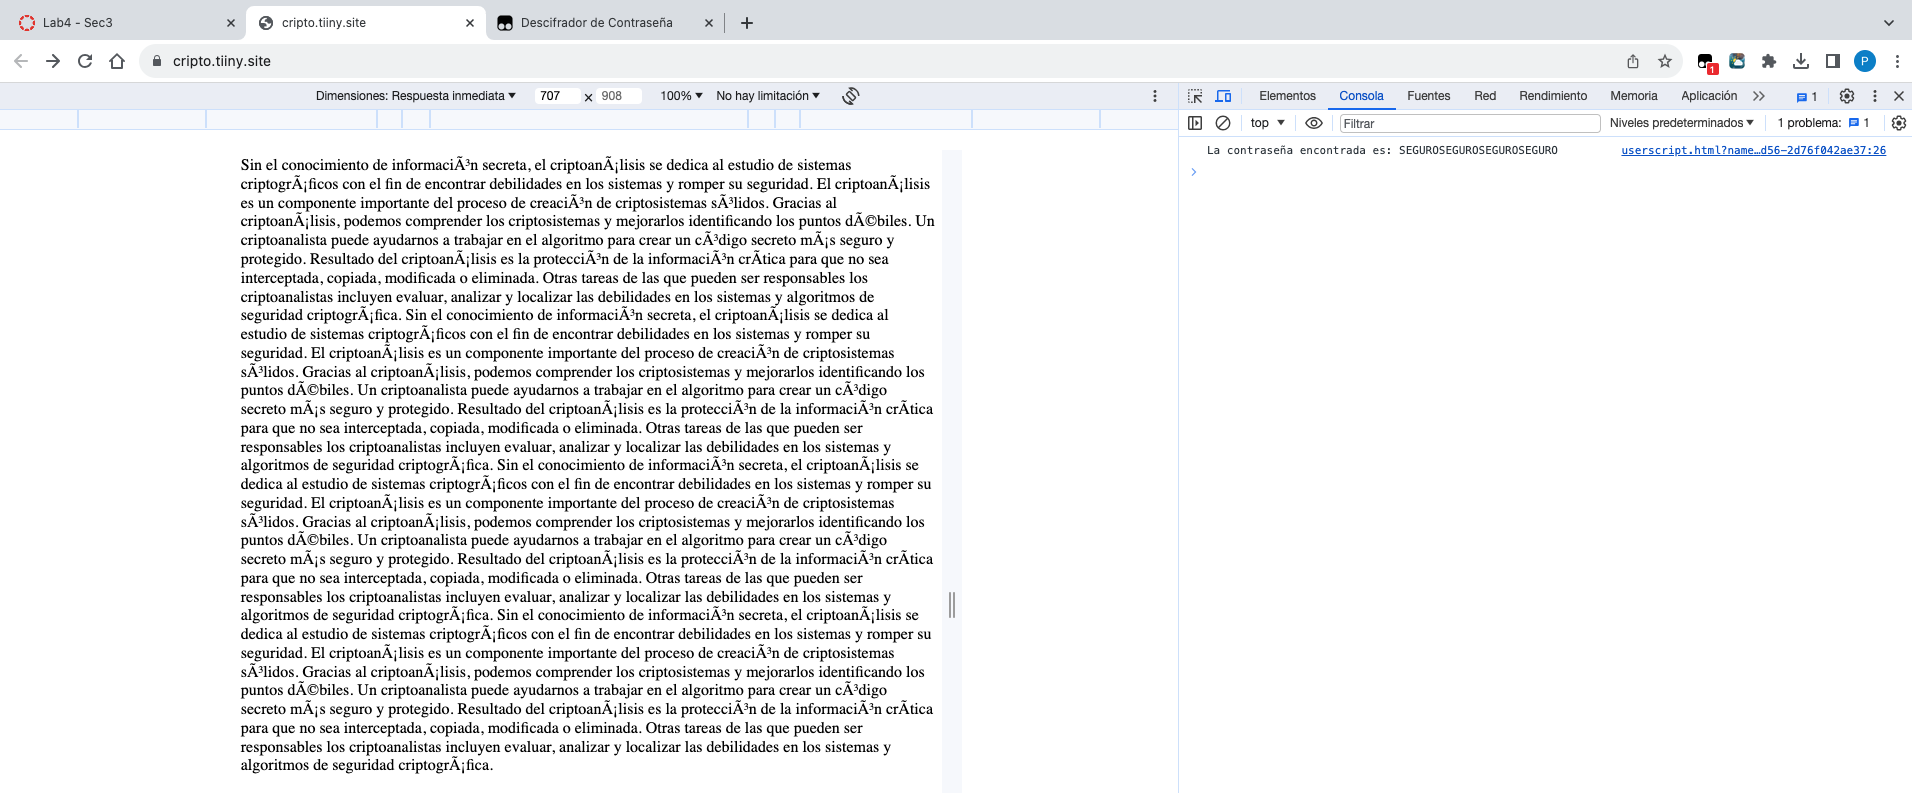 Lab4 - Sec3
cripto.tiiny.site
Descifrador de Contraseña
cripto.tiiny.site
1
P
Dimensiones: Respuesta inmediata 707 × 908 100% No hay limitación
Elementos Consola Fuentes Red Rendimiento Memoria Aplicación 1
top Filtrar Niveles predeterminados 1 problema: 1
Sin el conocimiento de informaciÃ³n secreta, el criptoanÃ¡lisis se dedica al estudio de sistemas
criptogrÃ¡ficos con el fin de encontrar debilidades en los sistemas y romper su seguridad. El criptoanÃ¡lisis
es un componente importante del proceso de creaciÃ³n de criptosistemas sÃ³lidos. Gracias al
criptoanÃ¡lisis, podemos comprender los criptosistemas y mejorarlos identificando los puntos dÃ©biles. Un
criptoanalista puede ayudarnos a trabajar en el algoritmo para crear un cÃ³digo secreto mÃ¡s seguro y
protegido. Resultado del criptoanÃ¡lisis es la protecciÃ³n de la informaciÃ³n crÃtica para que no sea
interceptada, copiada, modificada o eliminada. Otras tareas de las que pueden ser responsables los
criptoanalistas incluyen evaluar, analizar y localizar las debilidades en los sistemas y algoritmos de
seguridad criptogrÃ¡fica. Sin el conocimiento de informaciÃ³n secreta, el criptoanÃ¡lisis se dedica al
estudio de sistemas criptogrÃ¡ficos con el fin de encontrar debilidades en los sistemas y romper su
seguridad. El criptoanÃ¡lisis es un componente importante del proceso de creaciÃ³n de criptosistemas
sÃ³lidos. Gracias al criptoanÃ¡lisis, podemos comprender los criptosistemas y mejorarlos identificando los
puntos dÃ©biles. Un criptoanalista puede ayudarnos a trabajar en el algoritmo para crear un cÃ³digo
secreto mÃ¡s seguro y protegido. Resultado del criptoanÃ¡lisis es la protecciÃ³n de la informaciÃ³n crÃtica
para que no sea interceptada, copiada, modificada o eliminada. Otras tareas de las que pueden ser
responsables los criptoanalistas incluyen evaluar, analizar y localizar las debilidades en los sistemas y
algoritmos de seguridad criptogrÃ¡fica. Sin el conocimiento de informaciÃ³n secreta, el criptoanÃ¡lisis se
dedica al estudio de sistemas criptogrÃ¡ficos con el fin de encontrar debilidades en los sistemas y romper su
seguridad. El criptoanÃ¡lisis es un componente importante del proceso de creaciÃ³n de criptosistemas
sÃ³lidos. Gracias al criptoanÃ¡lisis, podemos comprender los criptosistemas y mejorarlos identificando los
puntos dÃ©biles. Un criptoanalista puede ayudarnos a trabajar en el algoritmo para crear un cÃ³digo
secreto mÃ¡s seguro y protegido. Resultado del criptoanÃ¡lisis es la protecciÃ³n de la informaciÃ³n crÃtica
para que no sea interceptada, copiada, modificada o eliminada. Otras tareas de las que pueden ser
responsables los criptoanalistas incluyen evaluar, analizar y localizar las debilidades en los sistemas y
algoritmos de seguridad criptogrÃ¡fica. Sin el conocimiento de informaciÃ³n secreta, el criptoanÃ¡lisis se
dedica al estudio de sistemas criptogrÃ¡ficos con el fin de encontrar debilidades en los sistemas y romper su
seguridad. El criptoanÃ¡lisis es un componente importante del proceso de creaciÃ³n de criptosistemas
sÃ³lidos. Gracias al criptoanÃ¡lisis, podemos comprender los criptosistemas y mejorarlos identificando los
puntos dÃ©biles. Un criptoanalista puede ayudarnos a trabajar en el algoritmo para crear un cÃ³digo
secreto mÃ¡s seguro y protegido. Resultado del criptoanÃ¡lisis es la protecciÃ³n de la informaciÃ³n crÃtica
para que no sea interceptada, copiada, modificada o eliminada. Otras tareas de las que pueden ser
responsables los criptoanalistas incluyen evaluar, analizar y localizar las debilidades en los sistemas y
algoritmos de seguridad criptogrÃ¡fica.
La contraseña encontrada es: SEGUROSEGUROSEGUROSEGURO userscript.html?name…d56-2d76f042ae37:26